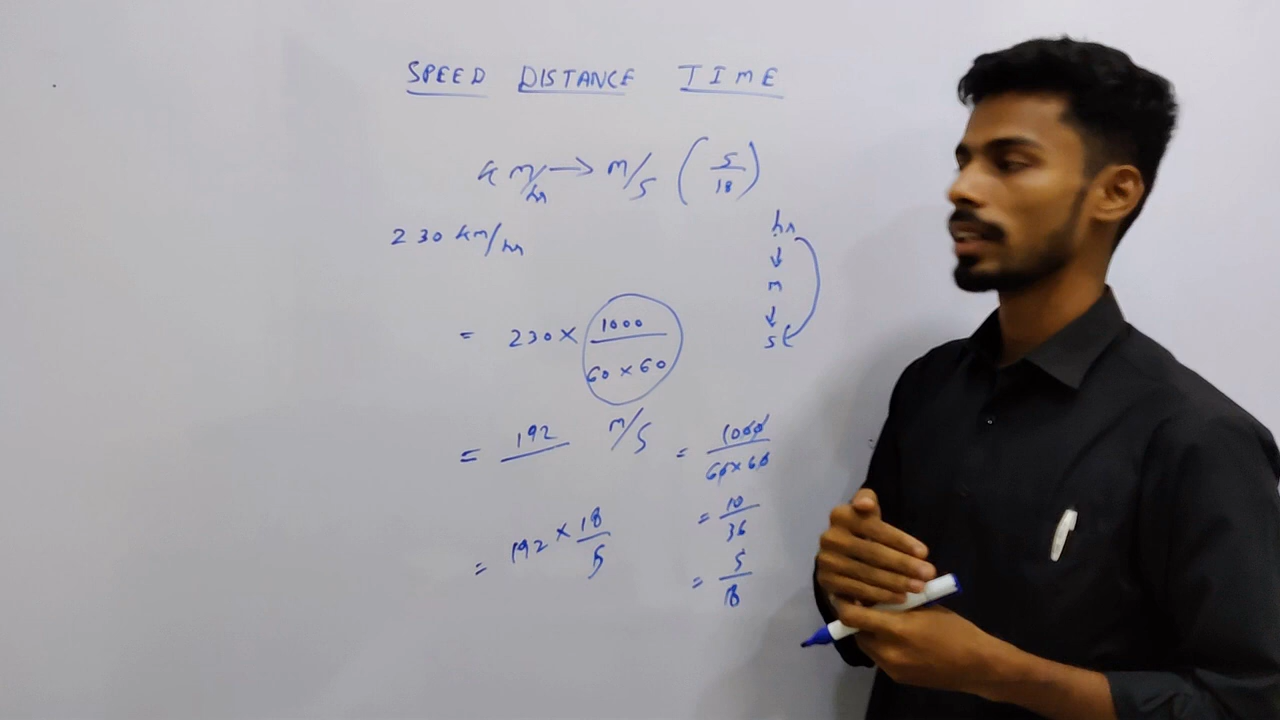 SPEED DISTANCE TIME
km/hr → m/s (5/18)
230 km/hr
hr
↓
m
↓
s
= 230 × 1000/60 × 60
= 192 m/s
= 1000/60×60
= 10/36
= 192 × 18/5
= 5/18